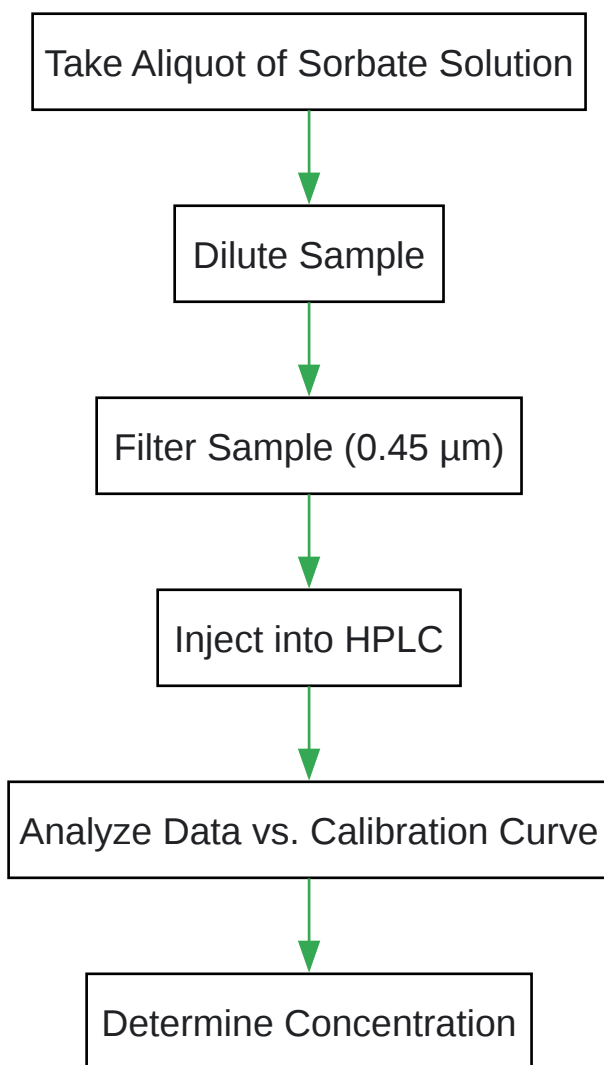 Take Aliquot of Sorbate Solution
Dilute Sample
Filter Sample (0.45 µm)
Inject into HPLC
Analyze Data vs. Calibration Curve
Determine Concentration